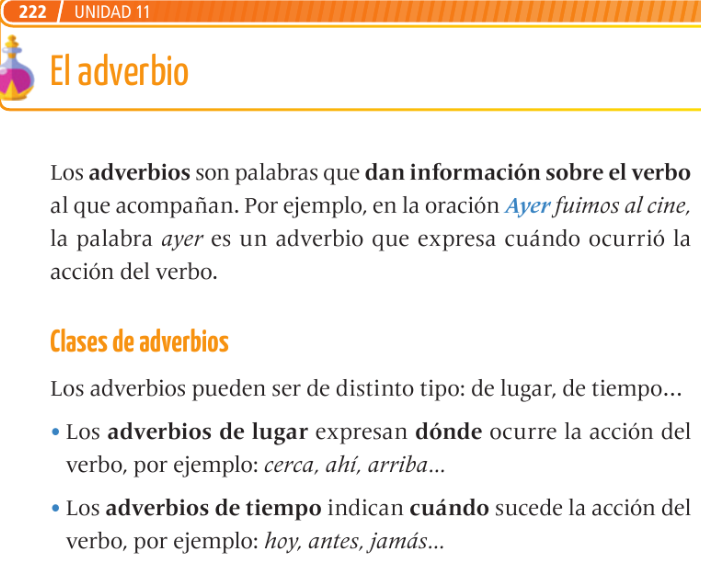 222 / UNIDAD 11
El adverbio
Los adverbios son palabras que dan información sobre el verbo
al que acompañan. Por ejemplo, en la oración Ayer fuimos al cine,
la palabra ayer es un adverbio que expresa cuándo ocurrió la
acción del verbo.
Clases de adverbios
Los adverbios pueden ser de distinto tipo: de lugar, de tiempo...
• Los adverbios de lugar expresan dónde ocurre la acción del
verbo, por ejemplo: cerca, ahí, arriba...
• Los adverbios de tiempo indican cuándo sucede la acción del
verbo, por ejemplo: hoy, antes, jamás...